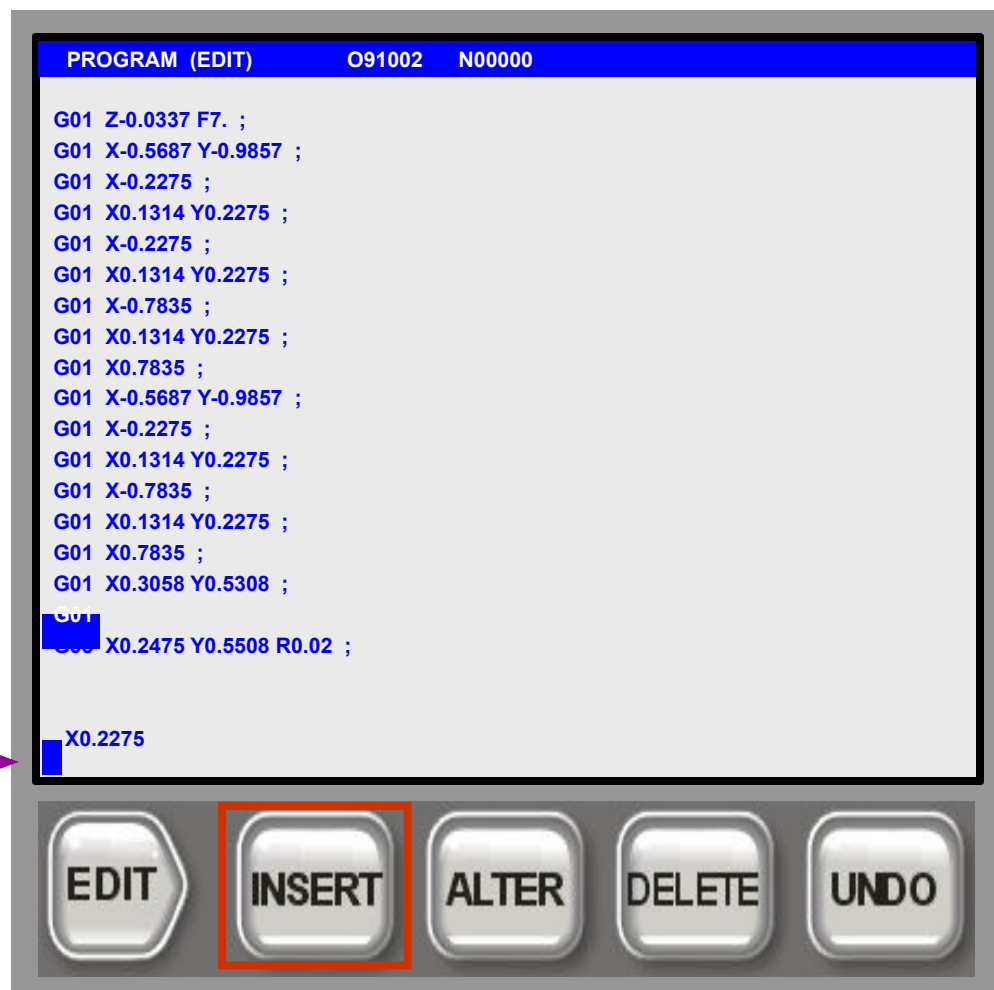 PROGRAM (EDIT) O91002 N00000
G01 Z-0.0337 F7. ;
G01 X-0.5687 Y-0.9857 ;
G01 X-0.2275 ;
G01 X0.1314 Y0.2275 ;
G01 X-0.2275 ;
G01 X0.1314 Y0.2275 ;
G01 X-0.7835 ;
G01 X0.1314 Y0.2275 ;
G01 X0.7835 ;
G01 X-0.5687 Y-0.9857 ;
G01 X-0.2275 ;
G01 X0.1314 Y0.2275 ;
G01 X-0.7835 ;
G01 X0.1314 Y0.2275 ;
G01 X0.7835 ;
G01 X0.3058 Y0.5308 ;
G01
X0.2475 Y0.5508 R0.02 ;
X0.2275
EDIT INSERT ALTER DELETE UNDO